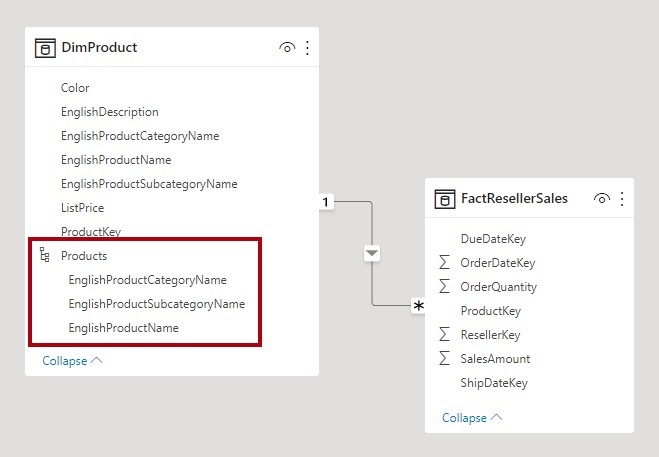 DimProduct
Color
EnglishDescription
EnglishProductCategoryName
EnglishProductName
EnglishProductSubcategoryName
ListPrice
ProductKey
Products
EnglishProductCategoryName
EnglishProductSubcategoryName
EnglishProductName
Collapse
1
*
FactResellerSales
DueDateKey
∑ OrderDateKey
∑ OrderQuantity
ProductKey
∑ ResellerKey
∑ SalesAmount
ShipDateKey
Collapse